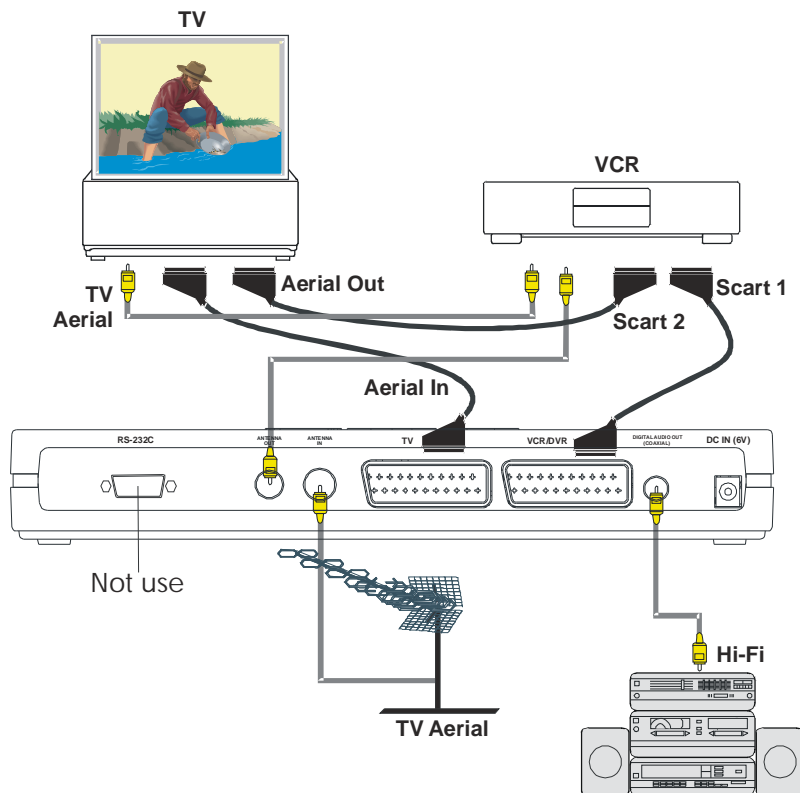 TV
VCR
TV
Aerial
Aerial Out
Scart 2
Scart 1
Aerial In
RS-232C
ANTENNA
OUT
ANTENNA
IN
TV
VCR/DVR
DIGITAL AUDIO OUT
(COAXIAL)
DC IN (6V)
Not use
Hi-Fi
TV Aerial